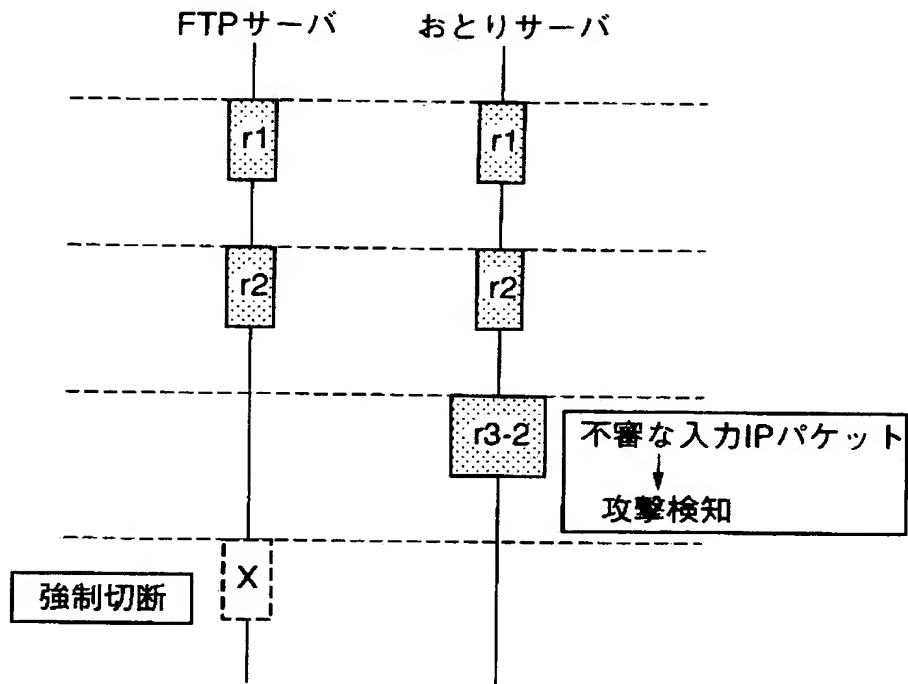 FTPサーバ おとりサーバ
r1 r1
r2 r2
r3-2
不審な入力IPパケット
攻撃検知
X
強制切断